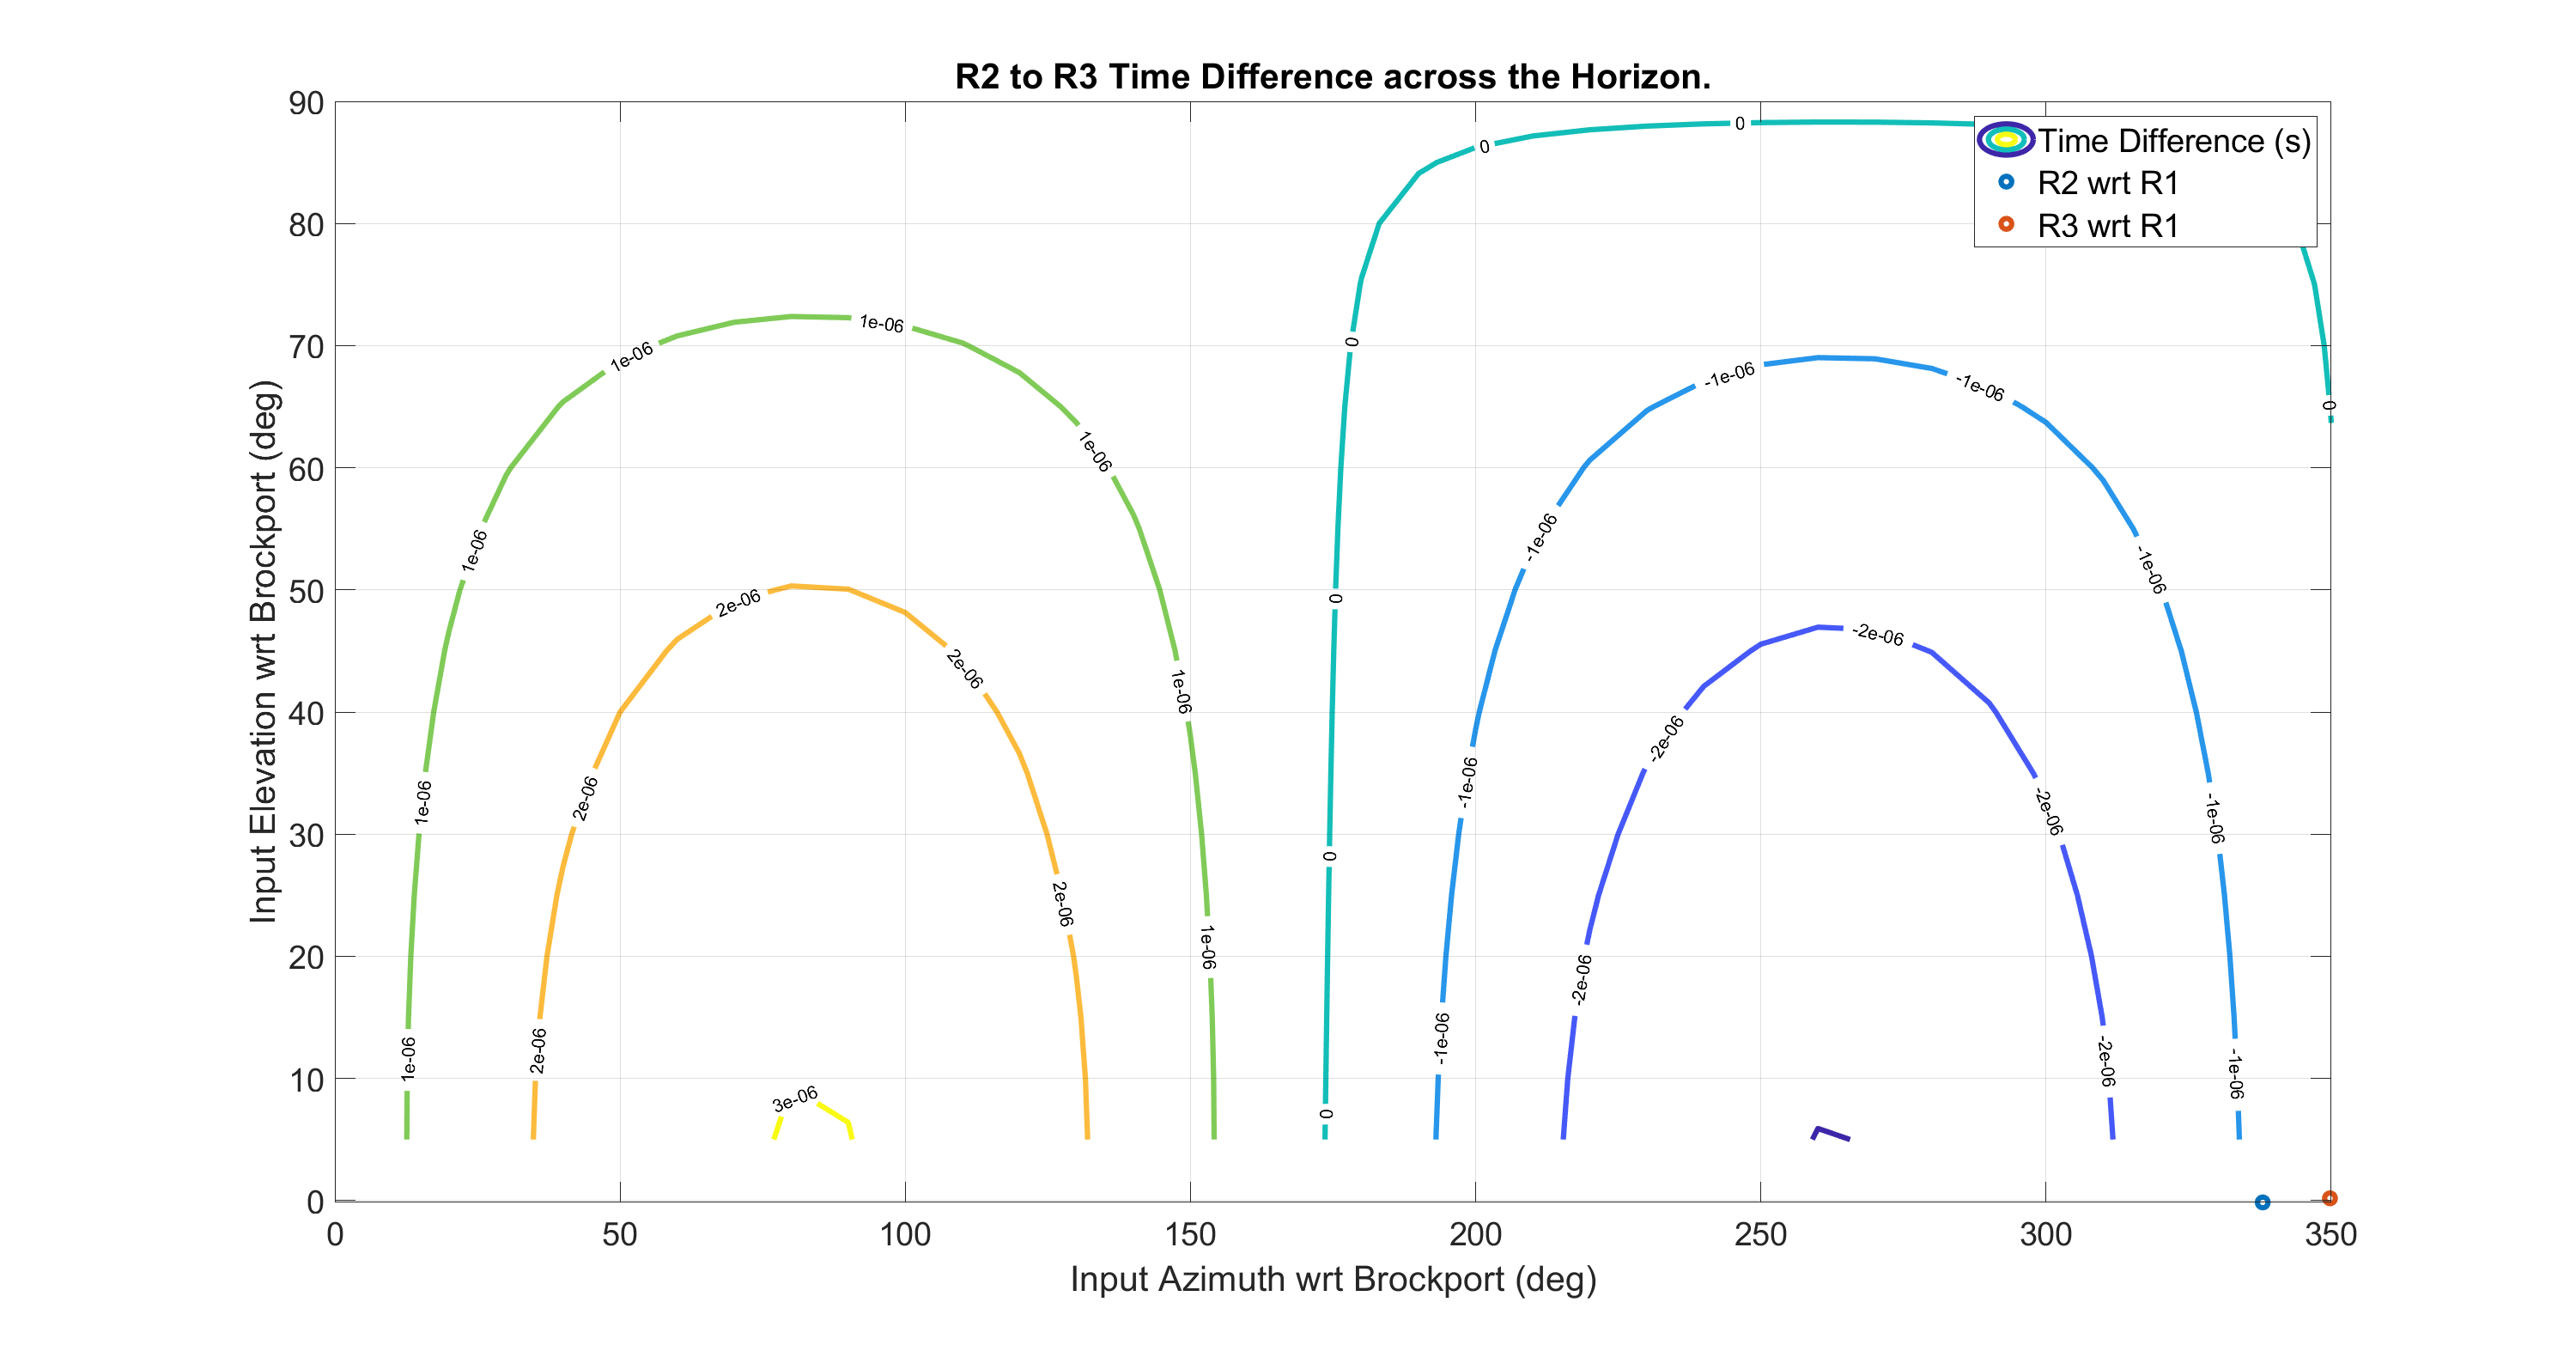 R2 to R3 Time Difference across the Horizon.
Time Difference (s)
R2 wrt R1
R3 wrt R1
Input Elevation wrt Brockport (deg)
90
80
70
60
50
40
30
20
10
0
0
0
0
0
0
0
0
1e-06
1e-06
1e-06
1e-06
1e-06
1e-06
1e-06
1e-06
2e-06
2e-06
2e-06
2e-06
2e-06
3e-06
-1e-06
-1e-06
-1e-06
-1e-06
-1e-06
-1e-06
-1e-06
-1e-06
-2e-06
-2e-06
-2e-06
-2e-06
-2e-06
0 50 100 150 200 250 300 350
Input Azimuth wrt Brockport (deg)